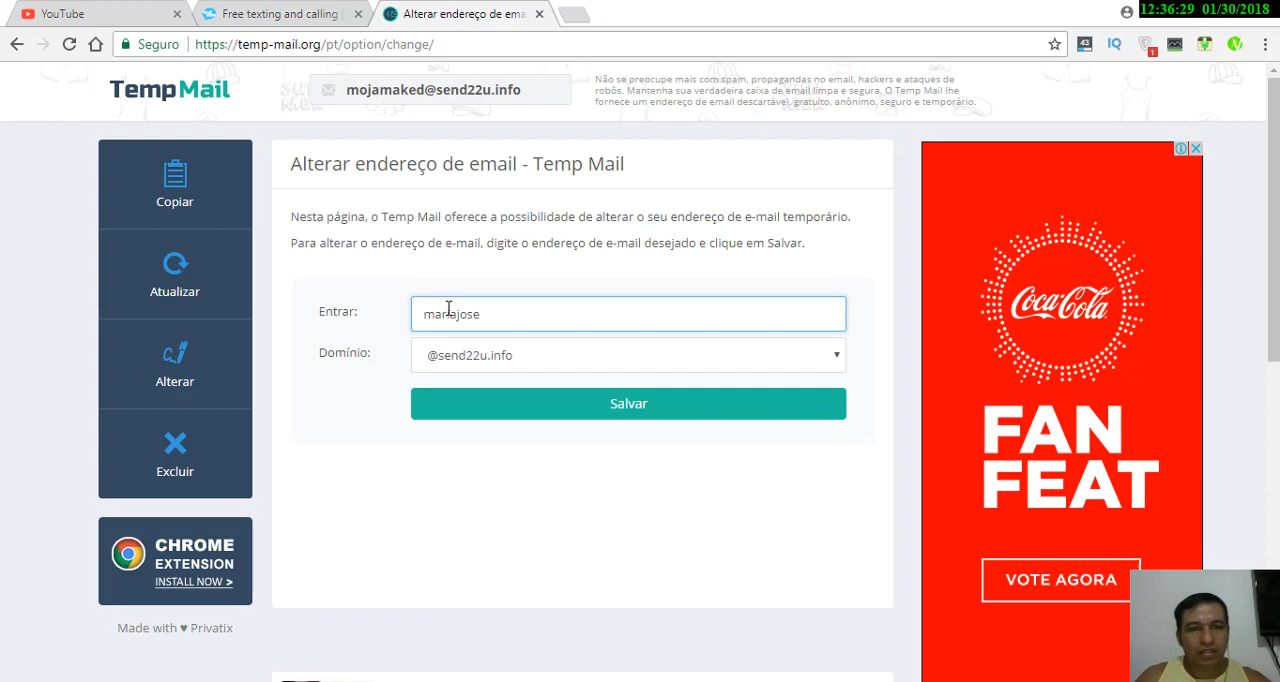 12:36:29 01/30/2018
YouTube
Free texting and calling
Alterar endereço de ema
Seguro
https://temp-mail.org/pt/option/change/
43
IQ
1
TempMail
mojamaked@send22u.info
Não se preocupe mais com spam, propagandas no email, hackers e ataques de
robôs. Mantenha sua verdadeira caixa de email limpa e segura. O Temp Mail lhe
fornece um endereço de email descartável, gratuito, anônimo, seguro e temporário.
Copiar
Atualizar
Alterar
Excluir
CHROME
EXTENSION
INSTALL NOW >
Made with ♥ Privatix
Alterar endereço de email - Temp Mail
Nesta página, o Temp Mail oferece a possibilidade de alterar o seu endereço de e-mail temporário.
Para alterar o endereço de e-mail, digite o endereço de e-mail desejado e clique em Salvar.
Entrar:
mariajose
Domínio:
@send22u.info
Salvar
Coca-Cola
FAN
FEAT
VOTE AGORA